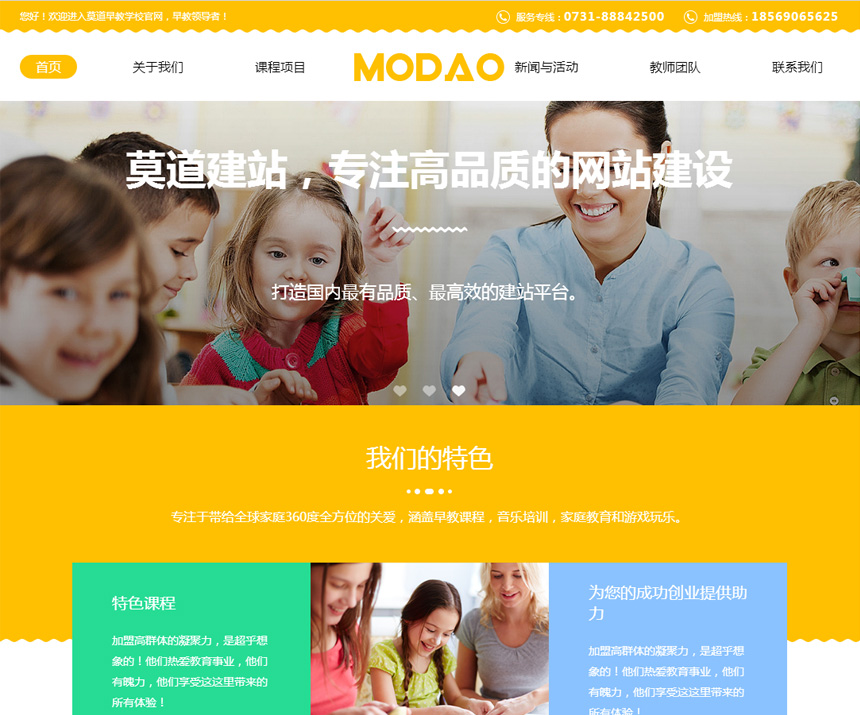 您好！欢迎进入莫道早教学校官网，早教领导者！
服务专线：0731-88842500
加盟热线：18569065625
首页
关于我们
课程项目
MODAO
新闻与活动
教师团队
联系我们
莫道建站，专注高品质的网站建设
打造国内最有品质、最高效的建站平台。
我们的特色
专注于带给全球家庭360度全方位的关爱，涵盖早教课程，音乐培训，家庭教育和游戏玩乐。
特色课程
加盟高群体的凝聚力，是超乎想
象的！他们热爱教育事业，他们
有魄力，他们享受这这里带来的
所有体验！
为您的成功创业提供助
力
加盟高群体的凝聚力，是超乎想
象的！他们热爱教育事业，他们
有魄力，他们享受这这里带来的
所有体验！